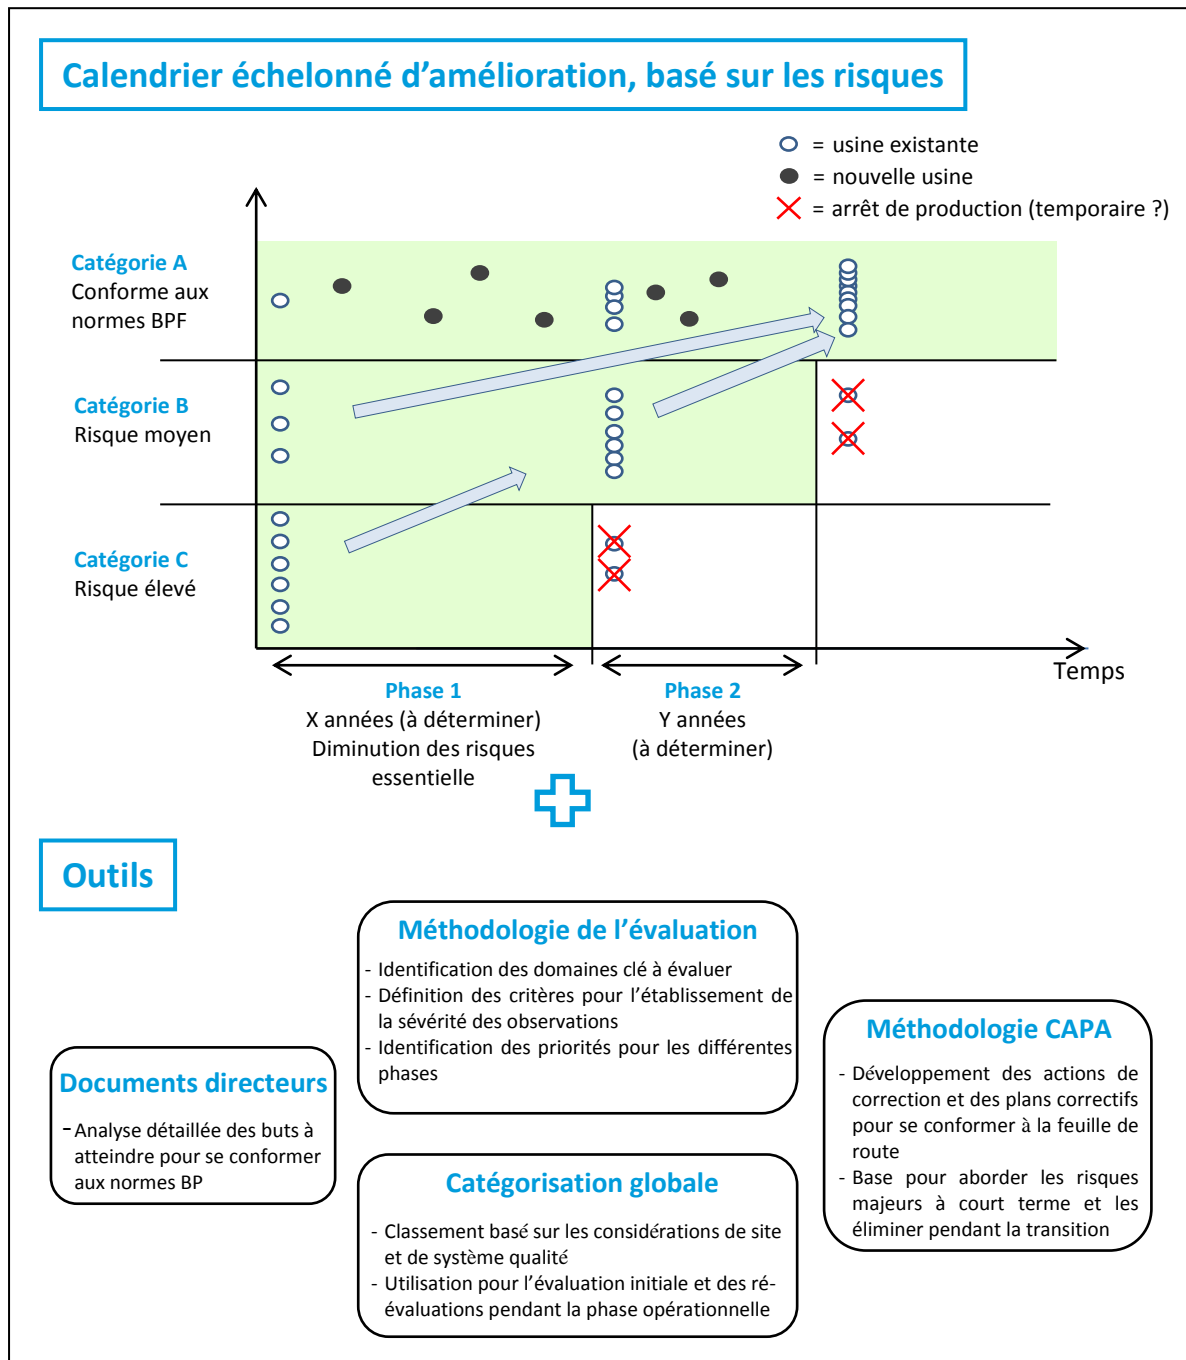 Calendrier échelonné d’amélioration, basé sur les risques
= usine existante
= nouvelle usine
= arrêt de production (temporaire ?)
Catégorie A
Conforme aux
normes BPF
Catégorie B
Risque moyen
Catégorie C
Risque élevé
Temps
Phase 1
X années (à déterminer)
Diminution des risques
essentielle
Phase 2
Y années
(à déterminer)
Outils
Méthodologie de l’évaluation
- Identification des domaines clé à évaluer
- Définition des critères pour l’établissement de
la sévérité des observations
- Identification des priorités pour les différentes
phases
Documents directeurs
- Analyse détaillée des buts à
atteindre pour se conformer
aux normes BP
Catégorisation globale
- Classement basé sur les considérations de site
et de système qualité
- Utilisation pour l’évaluation initiale et des ré-
évaluations pendant la phase opérationnelle
Méthodologie CAPA
- Développement des actions de
correction et des plans correctifs
pour se conformer à la feuille de
route
- Base pour aborder les risques
majeurs à court terme et les
éliminer pendant la transition